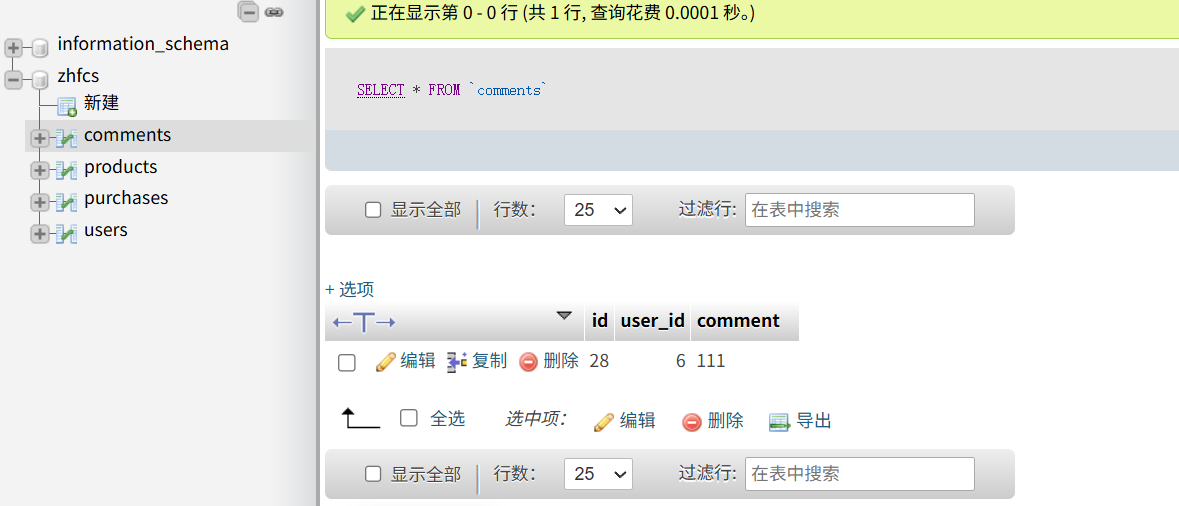 正在显示第 0 - 0 行 (共 1 行, 查询花费 0.0001 秒。)
information_schema
zhfcs
新建
comments
products
purchases
users
SELECT * FROM `comments`
显示全部 | 行数： 25 过滤行: 在表中搜索
+ 选项
←T→ id user_id comment
编辑 复制 删除 28 6 111
全选 选中项： 编辑 删除 导出
显示全部 | 行数： 25 过滤行: 在表中搜索